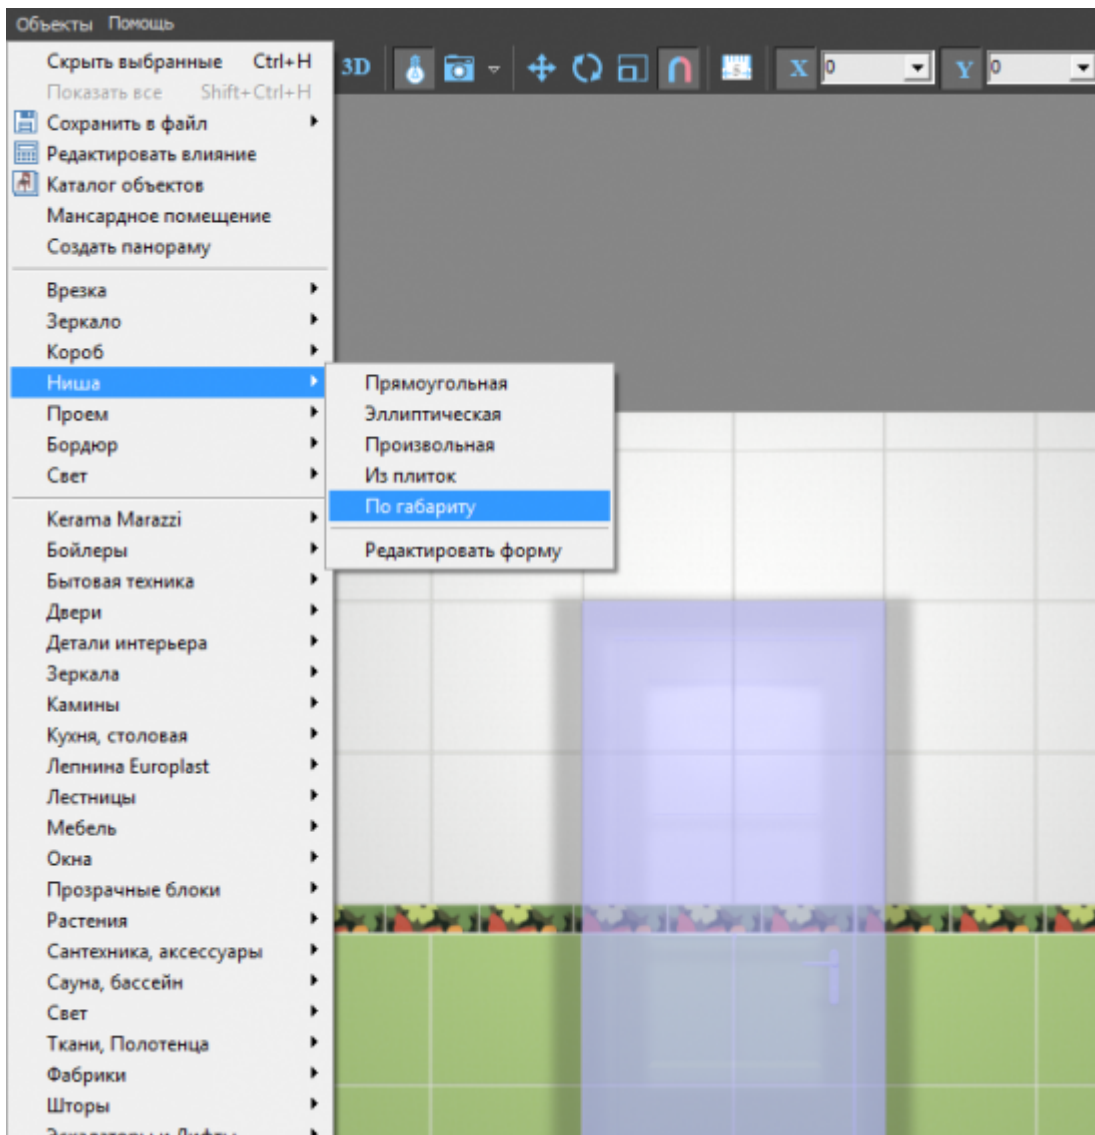 Объекты Помощь
Скрыть выбранные Ctrl+H
Показать все Shift+Ctrl+H
3D X 0 Y 0
Сохранить в файл
Редактировать влияние
Каталог объектов
Мансардное помещение
Создать панораму
Врезка
Зеркало
Короб
Ниша
Прямоугольная
Проем
Эллиптическая
Бордюр
Произвольная
Свет
Из плиток
По габариту
Kerama Marazzi
Бойлеры
Редактировать форму
Бытовая техника
Двери
Детали интерьера
Зеркала
Камины
Кухня, столовая
Лепнина Europlast
Лестницы
Мебель
Окна
Прозрачные блоки
Растения
Сантехника, аксессуары
Сауна, бассейн
Свет
Ткани, Полотенца
Фабрики
Шторы
Эскалаторы и Лифты